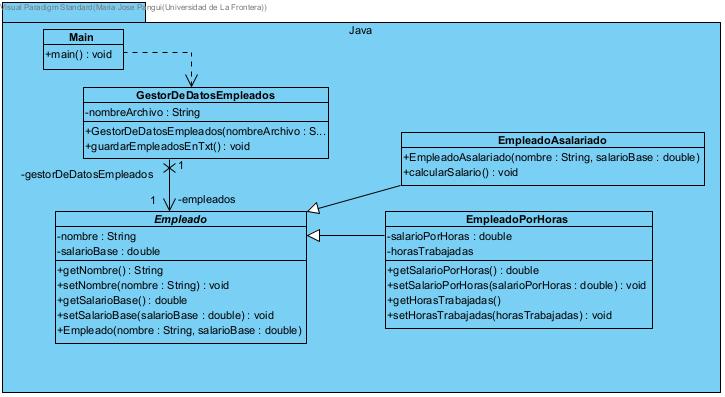 Visual Paradigm Standard(Maria Jose Pangui(Universidad de La Frontera))
Java
Main
+main() : void
GestorDeDatosEmpleados
-nombreArchivo : String
+GestorDeDatosEmpleados(nombreArchivo : S...
+guardarEmpleadosEnTxt() : void
-gestorDeDatosEmpleados
1
1
-empleados
EmpleadoAsalariado
+EmpleadoAsalariado(nombre : String, salarioBase : double)
+calcularSalario() : void
Empleado
-nombre : String
-salarioBase : double
+getNombre() : String
+setNombre(nombre : String) : void
+getSalarioBase() : double
+setSalarioBase(salarioBase : double) : void
+Empleado(nombre : String, salarioBase : double)
EmpleadoPorHoras
-salarioPorHoras : double
-horasTrabajadas
+getSalarioPorHoras() : double
+setSalarioPorHoras(salarioPorHoras : double) : void
+getHorasTrabajadas()
+setHorasTrabajadas(horasTrabajadas) : void